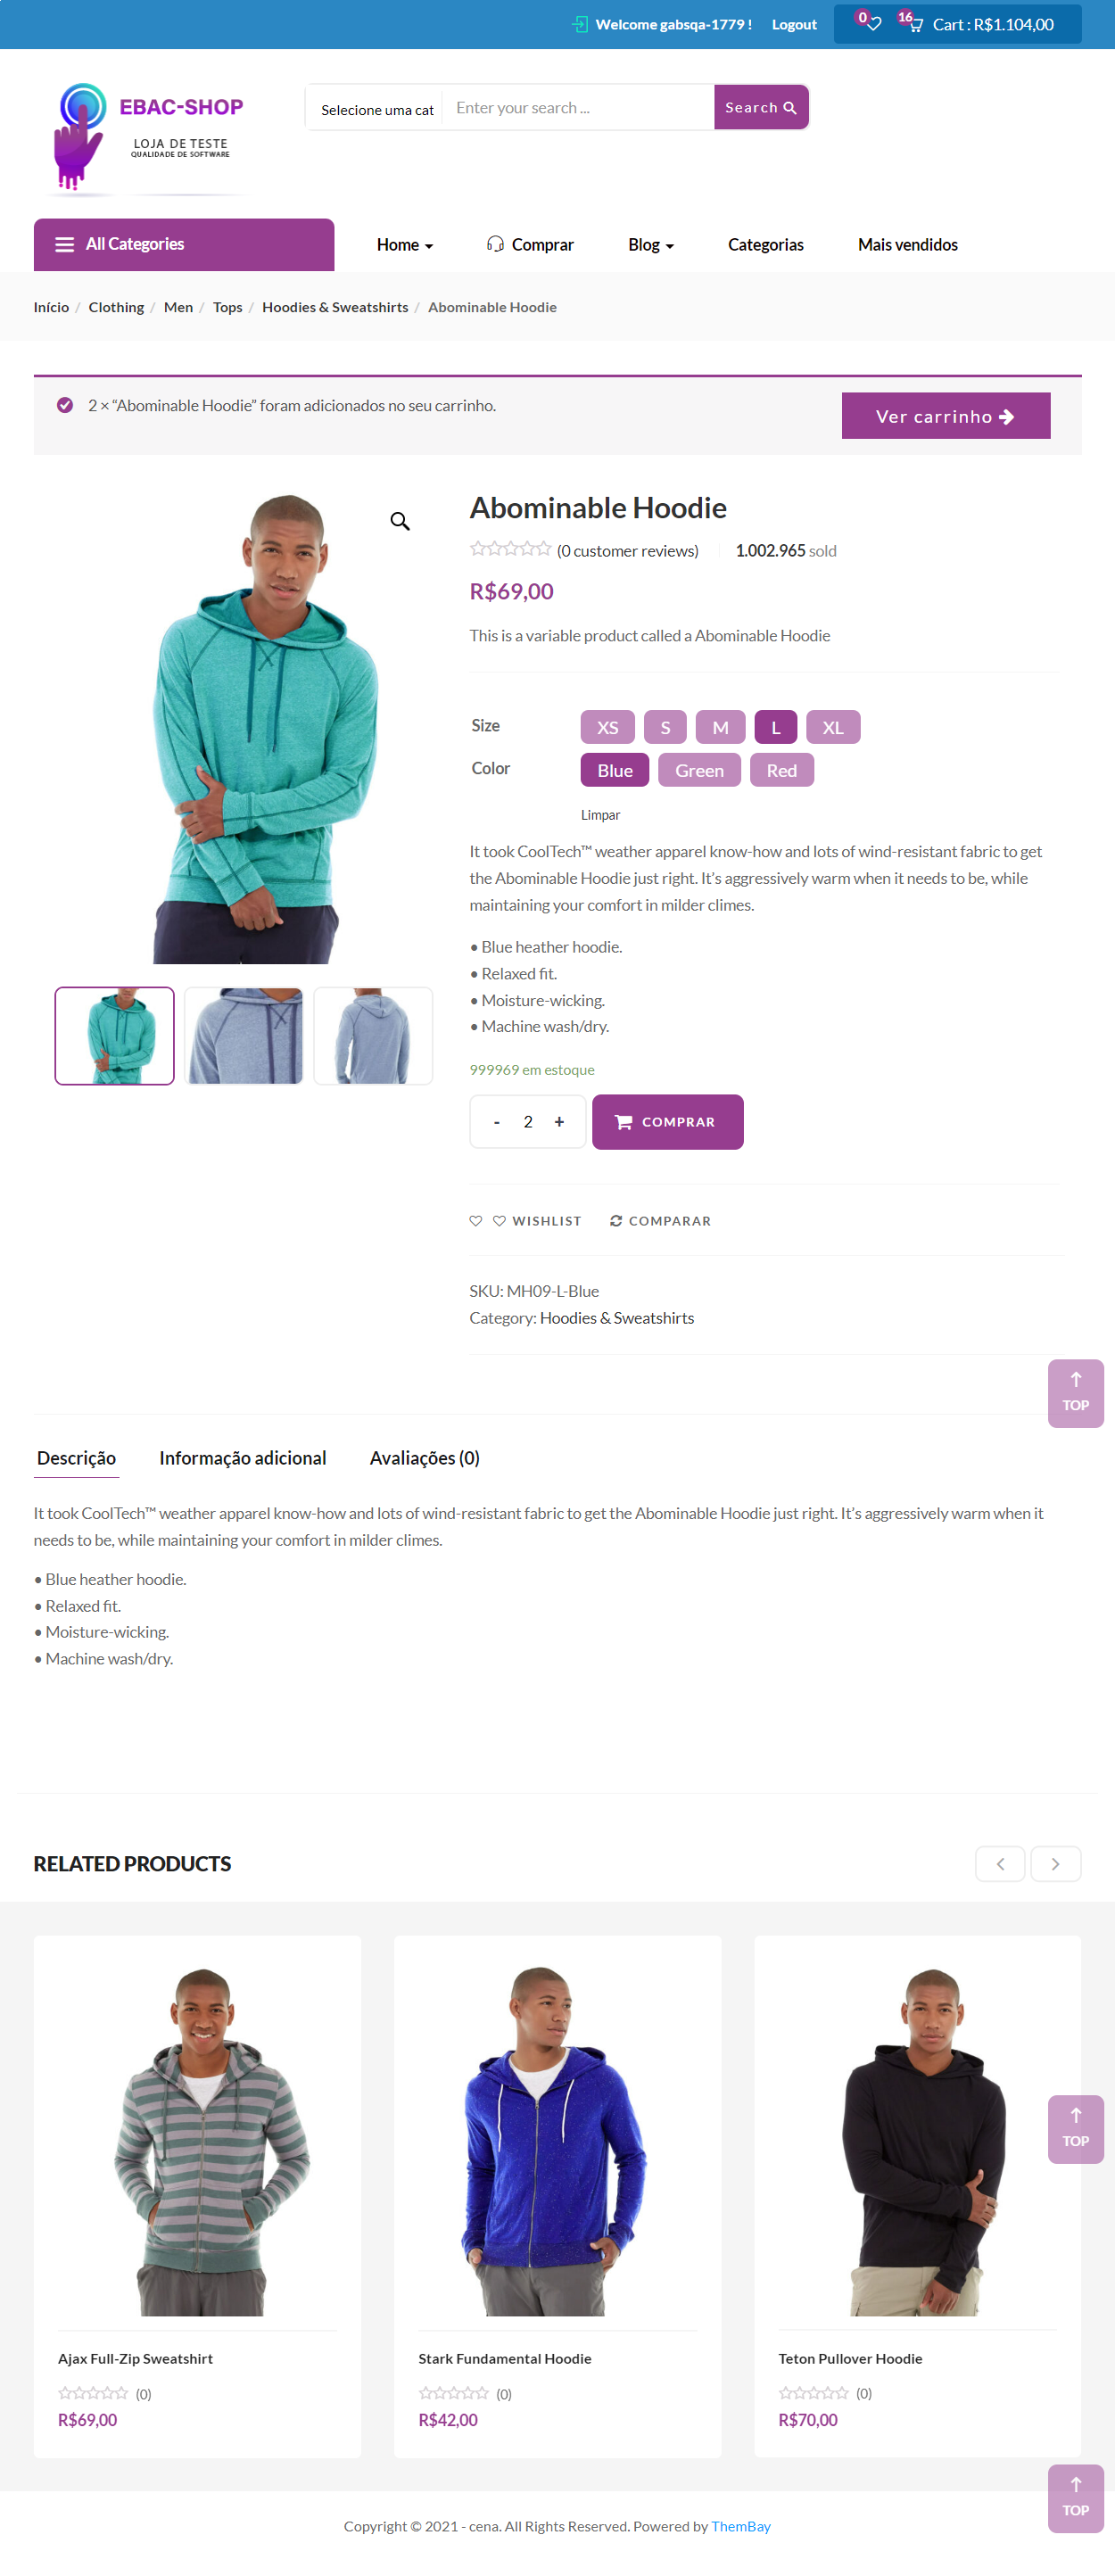 Welcome gabsqa-1779 ! Logout 0 16 Cart : R$1.104,00
EBAC-SHOP
LOJA DE TESTE
QUALIDADE DE SOFTWARE
Selecione uma cat Enter your search ... Search
All Categories Home Comprar Blog Categorias Mais vendidos
Início / Clothing / Men / Tops / Hoodies & Sweatshirts / Abominable Hoodie
2 × “Abominable Hoodie” foram adicionados no seu carrinho. Ver carrinho
Abominable Hoodie
(0 customer reviews) 1.002.965 sold
R$69,00
This is a variable product called a Abominable Hoodie
Size XS S M L XL
Color Blue Green Red
Limpar
It took CoolTech™ weather apparel know-how and lots of wind-resistant fabric to get
the Abominable Hoodie just right. It’s aggressively warm when it needs to be, while
maintaining your comfort in milder climes.
• Blue heather hoodie.
• Relaxed fit.
• Moisture-wicking.
• Machine wash/dry.
999969 em estoque
- 2 + COMPRAR
WISHLIST COMPARAR
SKU: MH09-L-Blue
Category: Hoodies & Sweatshirts
TOP
Descrição Informação adicional Avaliações (0)
It took CoolTech™ weather apparel know-how and lots of wind-resistant fabric to get the Abominable Hoodie just right. It’s aggressively warm when it
needs to be, while maintaining your comfort in milder climes.
• Blue heather hoodie.
• Relaxed fit.
• Moisture-wicking.
• Machine wash/dry.
RELATED PRODUCTS
TOP
Ajax Full-Zip Sweatshirt
(0)
R$69,00
Stark Fundamental Hoodie
(0)
R$42,00
Teton Pullover Hoodie
(0)
R$70,00
TOP
Copyright © 2021 - cena. All Rights Reserved. Powered by ThemBay